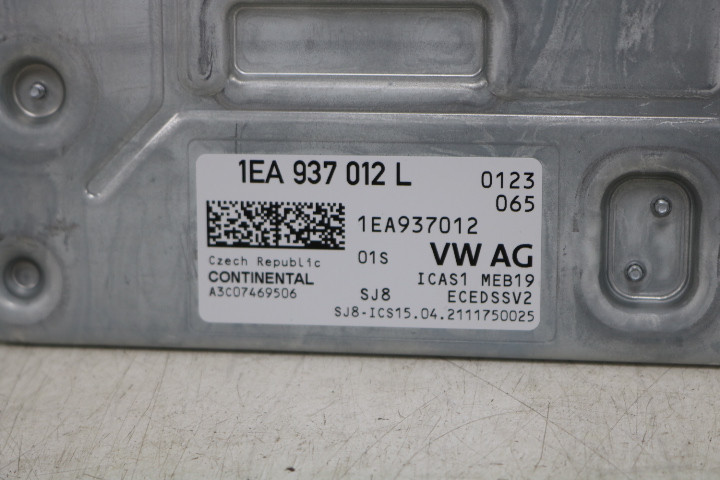 1EA 937 012 L 0123
065
1EA937012
Czech Republic 01S VW AG
CONTINENTAL ICAS1 MEB19
A3C07469506 SJ8 ECEDSSV2
SJ8-ICS15.04.2111750025